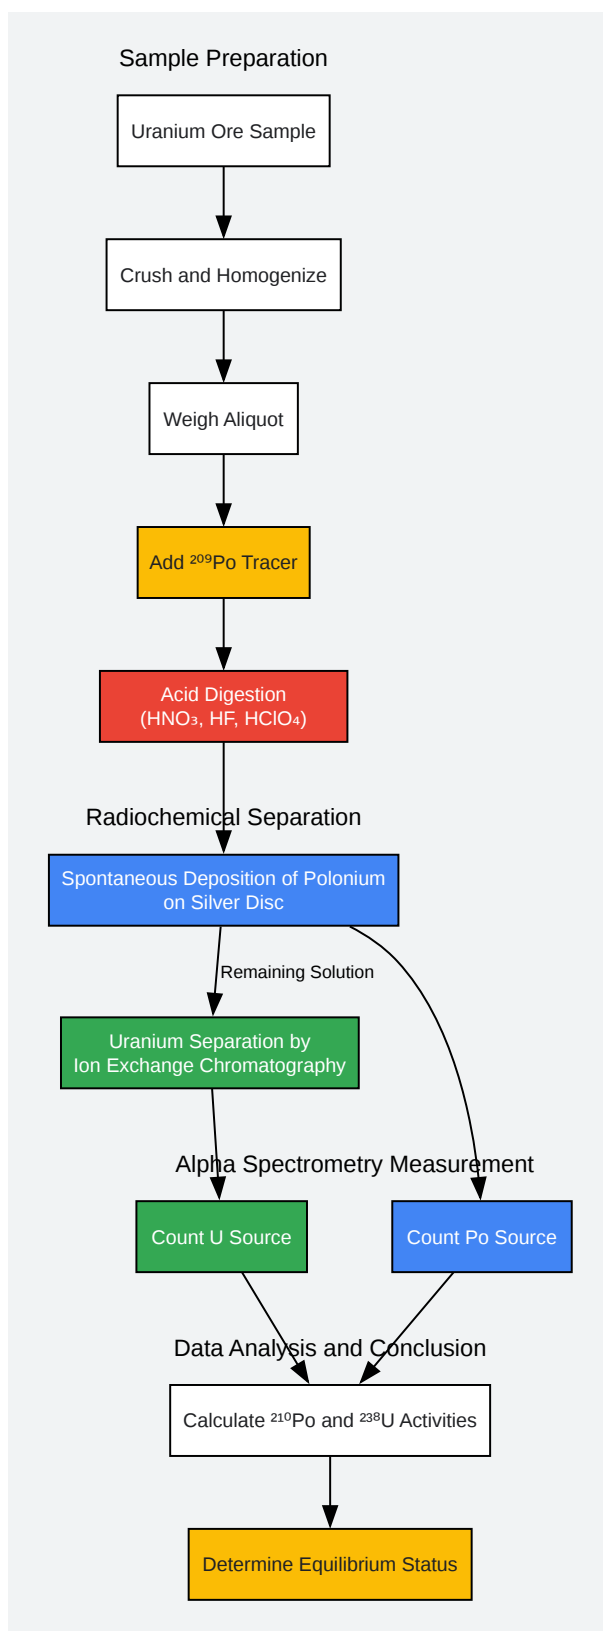 Sample Preparation
Uranium Ore Sample
Crush and Homogenize
Weigh Aliquot
Add ²⁰⁹Po Tracer
Acid Digestion
(HNO₃, HF, HClO₄)
Radiochemical Separation
Spontaneous Deposition of Polonium
on Silver Disc
Remaining Solution
Uranium Separation by
Ion Exchange Chromatography
Alpha Spectrometry Measurement
Count U Source
Count Po Source
Data Analysis and Conclusion
Calculate ²¹⁰Po and ²³⁸U Activities
Determine Equilibrium Status